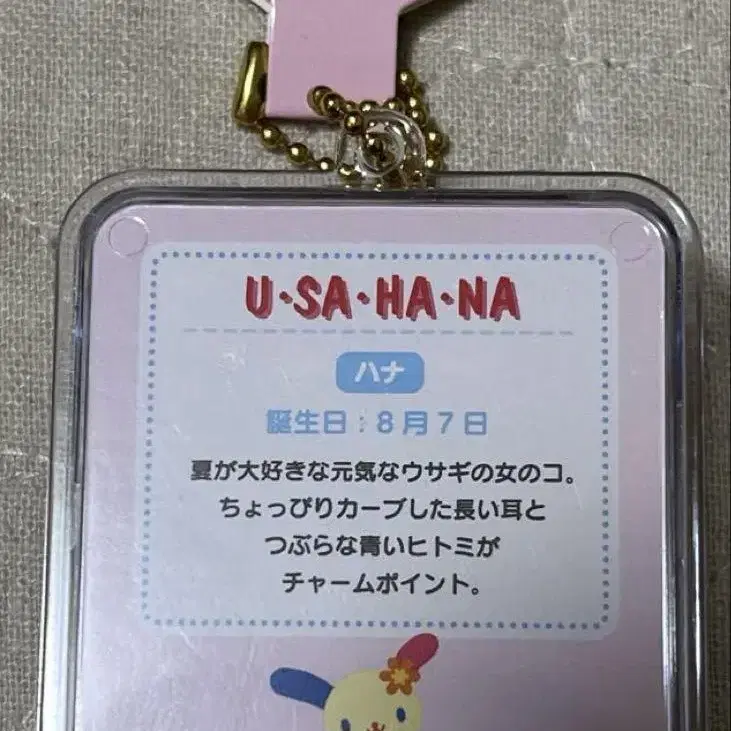 U・SA・HA・NA
ハナ
誕生日：8月7日
夏が大好きな元気なウサギの女のコ。
ちょっぴりカーブした長い耳と
つぶらな青いヒトミが
チャームポイント。